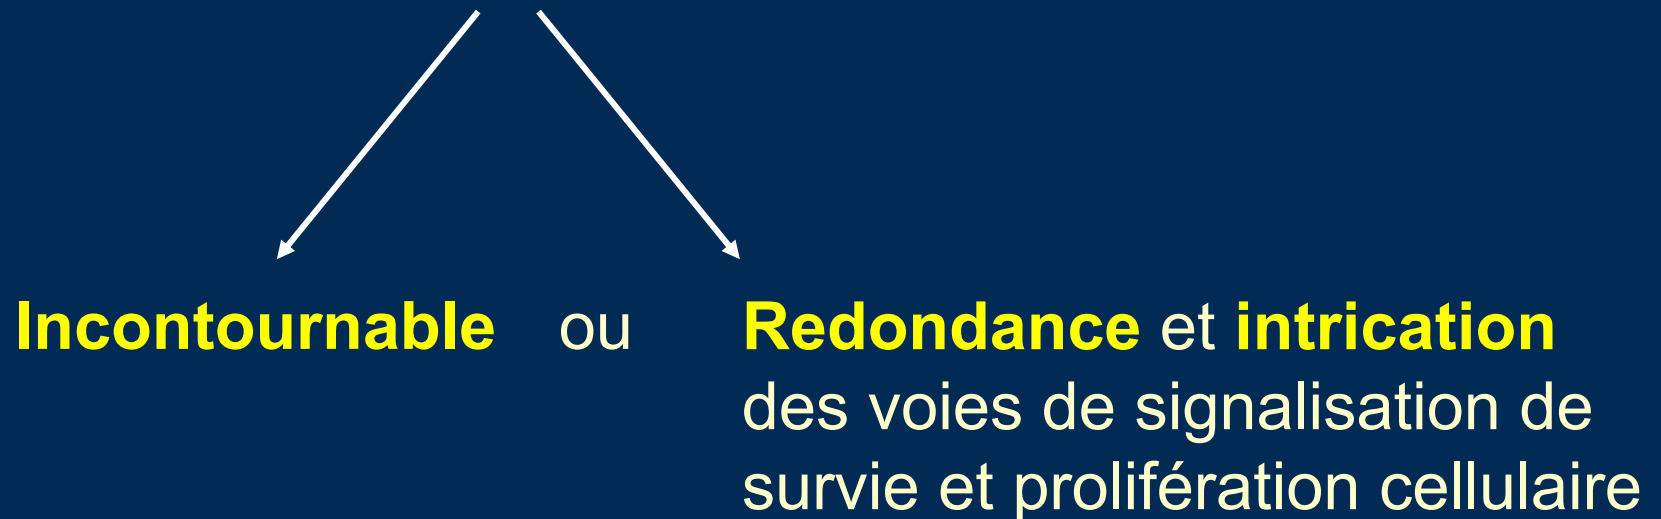 Incontournable ou Redondance et intrication
des voies de signalisation de
survie et prolifération cellulaire